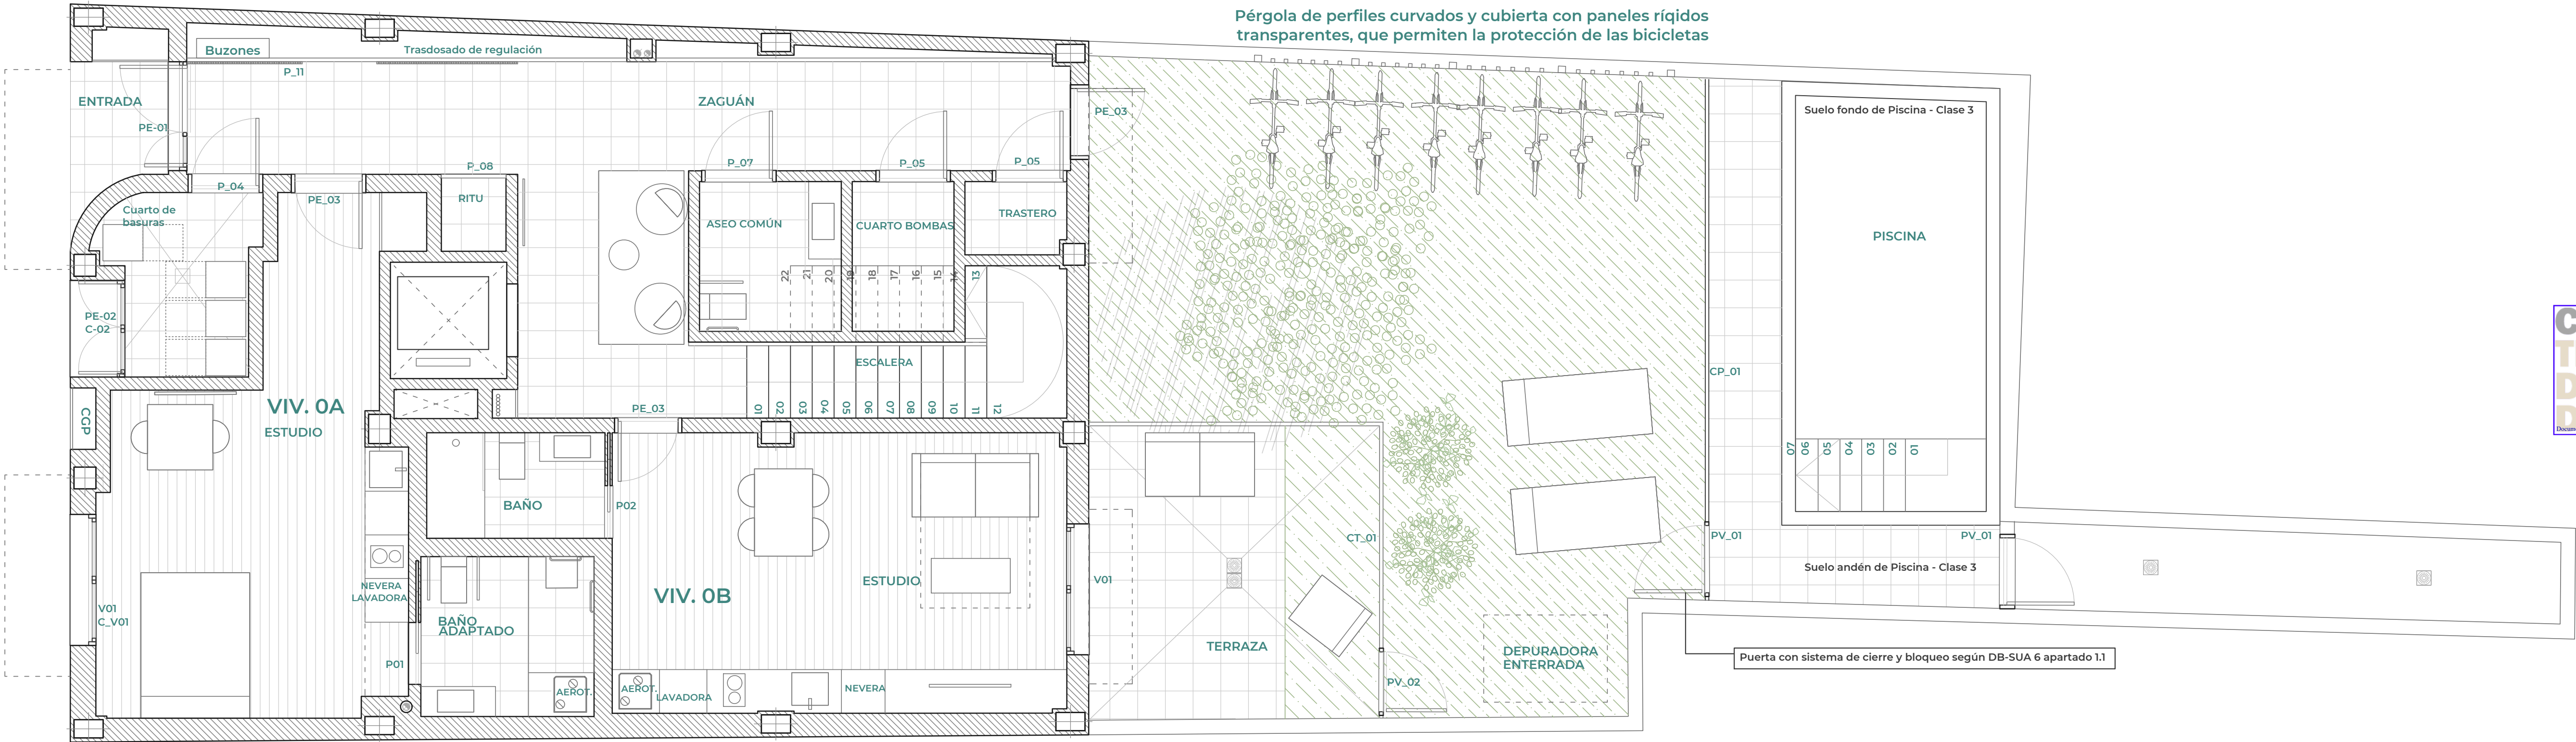 Pérgola de perfiles curvados y cubierta con paneles ríqidos
transparentes, que permiten la protección de las bicicletas
Buzones
Trasdosado de regulación
P_11
ENTRADA
ZAGUÁN
PE-01
PE_03
Suelo fondo de Piscina - Clase 3
P_08
P_07
P_05
P_05
P_04
PE_03
RITU
Cuarto de
basuras
ASEO COMÚN
CUARTO BOMBAS
TRASTERO
PISCINA
22
21
20
19
18
17
16
15
14
13
PE-02
C-02
ESCALERA
CP_01
VIV. 0A
ESTUDIO
CGP
PE_03
01
02
03
04
05
06
07
08
09
10
11
12
07
06
05
04
03
02
01
BAÑO
P02
CT_01
PV_01
PV_01
Suelo andén de Piscina - Clase 3
NEVERA
LAVADORA
VIV. 0B
ESTUDIO
V01
V01
C_V01
BAÑO
ADAPTADO
TERRAZA
DEPURADORA
ENTERRADA
Puerta con sistema de cierre y bloqueo según DB-SUA 6 apartado 1.1
P01
AEROT.
AEROT.
LAVADORA
NEVERA
PV_02
C
T
D
D
Docum